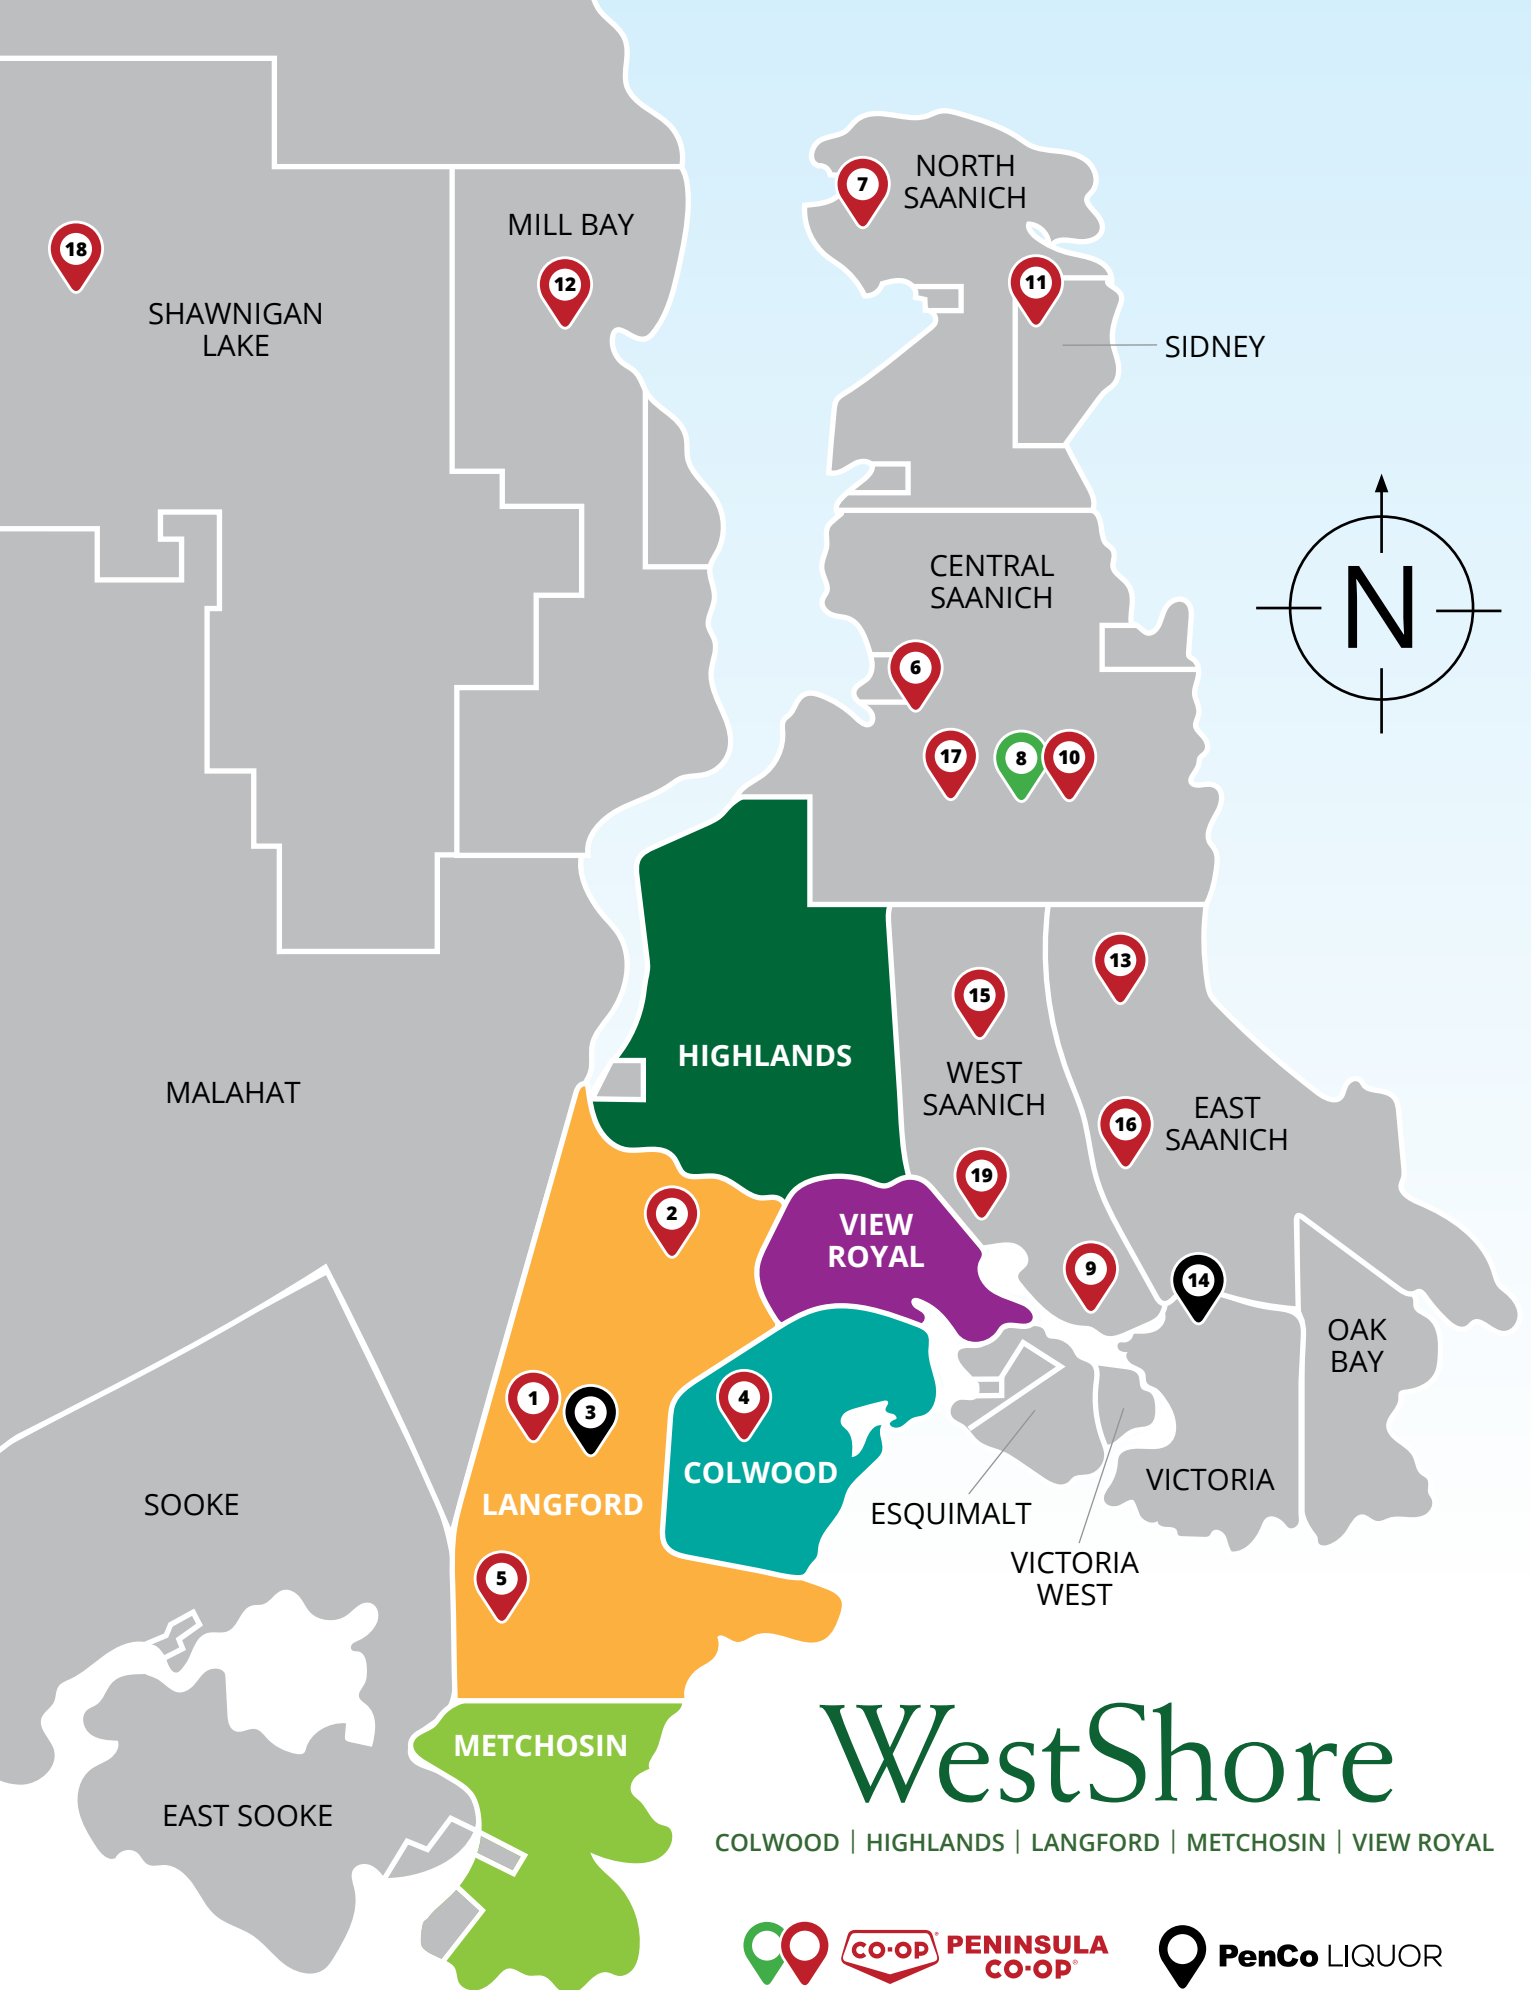 7
NORTH
SAANICH
18
MILL BAY
12
11
SHAWNIGAN
LAKE
SIDNEY
CENTRAL
SAANICH
N
6
17
8
10
13
15
HIGHLANDS
WEST
SAANICH
MALAHAT
EAST
SAANICH
16
19
2
VIEW
ROYAL
9
14
OAK
BAY
1
3
4
COLWOOD
VICTORIA
SOOKE
LANGFORD
ESQUIMALT
VICTORIA
WEST
5
METCHOSIN
WestShore
EAST SOOKE
COLWOOD | HIGHLANDS | LANGFORD | METCHOSIN | VIEW ROYAL
CO-OP® PENINSULA
CO-OP®
PenCo LIQUOR